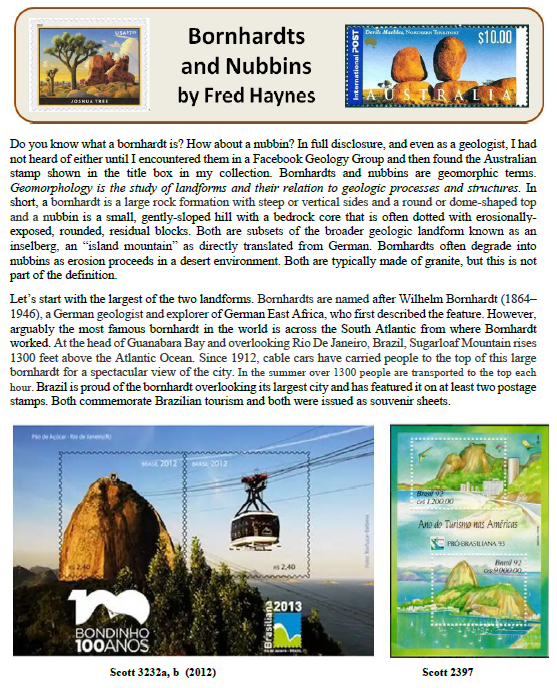 USA$7.75
JOSHUA TREE
Bornhardts
and Nubbins
by Fred Haynes
International POST
Devils Marbles, NORTHERN TERRITORY
$10.00
AUSTRALIA
Do you know what a bornhardt is? How about a nubbin? In full disclosure, and even as a geologist, I had
not heard of either until I encountered them in a Facebook Geology Group and then found the Australian
stamp shown in the title box in my collection. Bornhardts and nubbins are geomorphic terms.
Geomorphology is the study of landforms and their relation to geologic processes and structures. In
short, a bornhardt is a large rock formation with steep or vertical sides and a round or dome-shaped top
and a nubbin is a small, gently-sloped hill with a bedrock core that is often dotted with erosionally-
exposed, rounded, residual blocks. Both are subsets of the broader geologic landform known as an
inselberg, an “island mountain” as directly translated from German. Bornhardts often degrade into
nubbins as erosion proceeds in a desert environment. Both are typically made of granite, but this is not
part of the definition.
Let’s start with the largest of the two landforms. Bornhardts are named after Wilhelm Bornhardt (1864–
1946), a German geologist and explorer of German East Africa, who first described the feature. However,
arguably the most famous bornhardt in the world is across the South Atlantic from where Bornhardt
worked. At the head of Guanabara Bay and overlooking Rio De Janeiro, Brazil, Sugarloaf Mountain rises
1300 feet above the Atlantic Ocean. Since 1912, cable cars have carried people to the top of this large
bornhardt for a spectacular view of the city. In the summer over 1300 people are transported to the top each
hour. Brazil is proud of the bornhardt overlooking its largest city and has featured it on at least two postage
stamps. Both commemorate Brazilian tourism and both were issued as souvenir sheets.
Pão de Açúcar - Rio de Janeiro/RJ
BRASIL 2012
BRASIL 2012
R$ 2,40
R$ 2,40
100
BONDINHO
100ANOS
Brasiliana
2013
Brasil 92
Cr$ 1.200,00
Ano do Turismo nas Américas
PRÓ-BRASILIANA 93
Brasil 92
Cr$ 9.000,00
Scott 3232a, b (2012)
Scott 2397